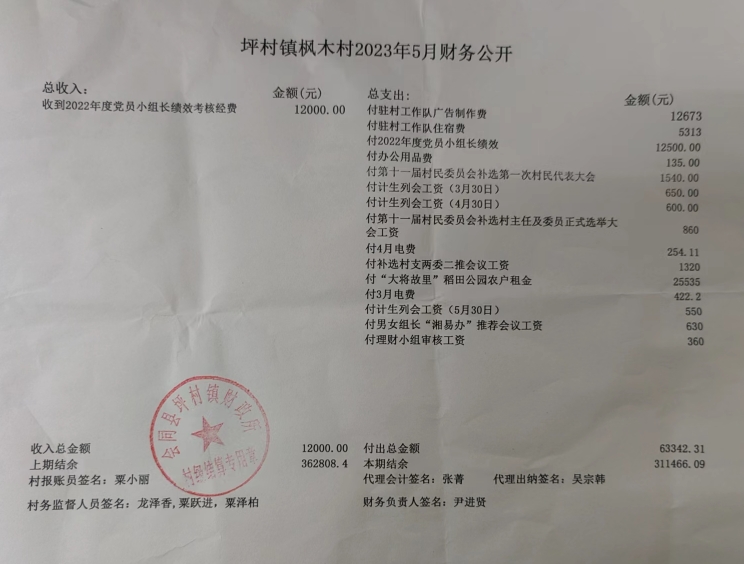 坪村镇枫木村2023年5月财务公开
总收入:
金额(元)
收到2022年度党员小组长绩效考核经费
12000.00
总支出:
金额(元)
付驻村工作队广告制作费
12673
付驻村工作队住宿费
5313
付2022年度党员小组长绩效
12500.00
付办公用品费
135.00
付第十一届村民委员会补选第一次村民代表大会
1540.00
付计生列会工资(3月30日)
650.00
付计生列会工资(4月30日)
600.00
付第十一届村民委员会补选村主任及委员正式选举大
会工资
860
付4月电费
254.11
付补选村支两委二推会议工资
1320
付“大将故里”稻田公园农户租金
25535
付3月电费
422.2
付计生列会工资(5月30日)
550
付男女组长“湘易办”推荐会议工资
630
付理财小组审核工资
360
会同县坪村镇财政所
收入总金额
12000.00
付出总金额
63342.31
上期结余
362808.4
本期结余
311466.09
村报账员签名: 粟小丽
代理会计签名: 张菁
代理出纳签名: 吴宗韩
村务监督人员签名: 龙泽香,粟跃进, 粟泽柏
财务负责人签名: 尹进贤